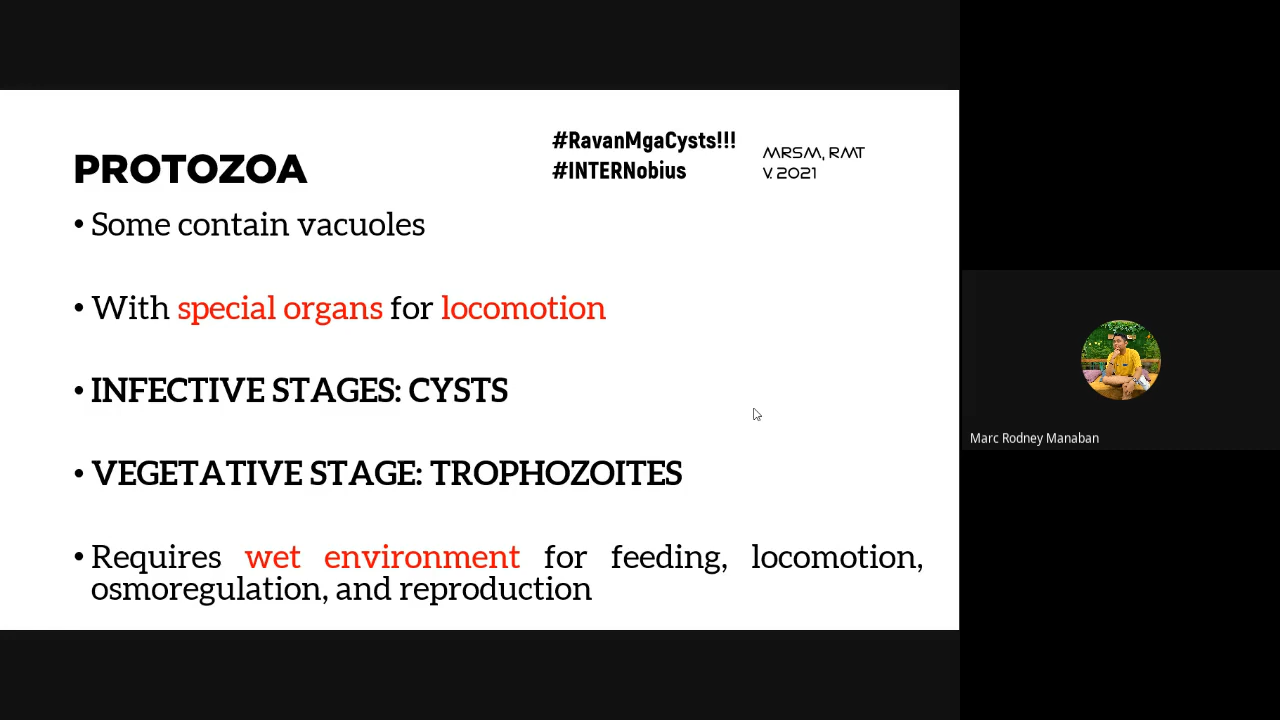 #RavanMgaCysts!!!
#INTERNobius
MRSM, RMT
V. 2021
PROTOZOA
• Some contain vacuoles
• With special organs for locomotion
• INFECTIVE STAGES: CYSTS
• VEGETATIVE STAGE: TROPHOZOITES
• Requires wet environment for feeding, locomotion,
osmoregulation, and reproduction
Marc Rodney Manaban